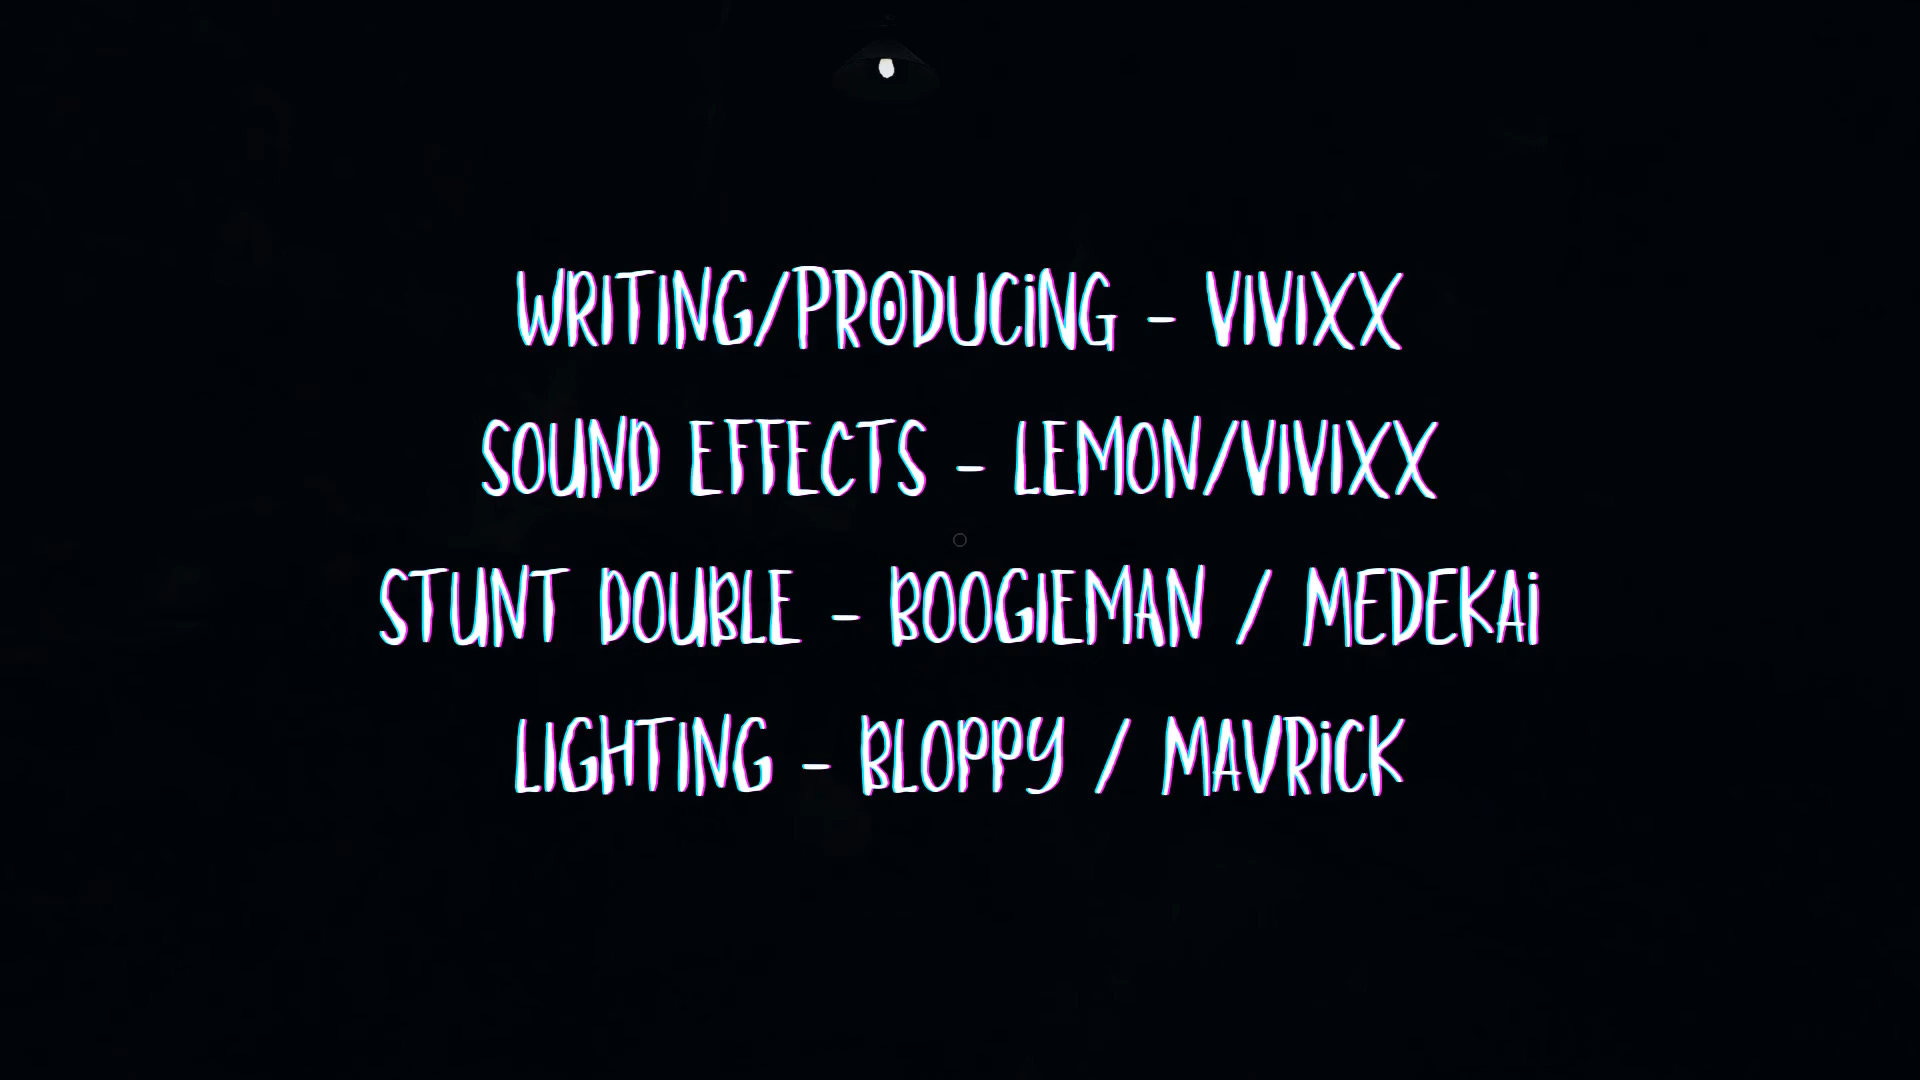 WRITING/PRODUCiNG - VIVIXX
SOUND EFFECTS - LEMON/VIVIXX
STUNT DOUBLE - BOOGIEMAN / MEDEKAi
LIGHTING - BLOPPY / MAVRiCK